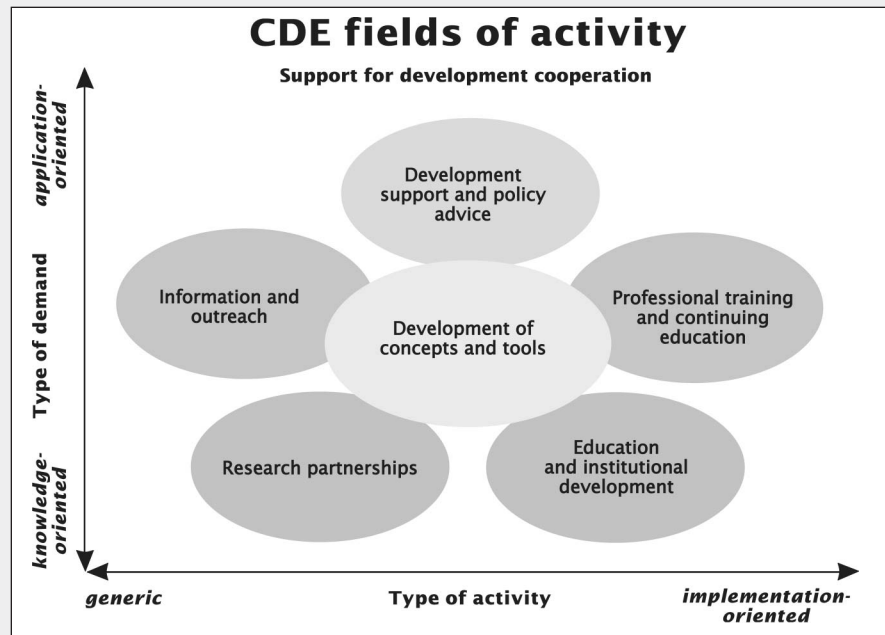 CDE fields of activity
Support for development cooperation
application-
oriented
Type of demand
knowledge-
oriented
Development
support and policy
advice
Information and
outreach
Professional training
and continuing
education
Development of
concepts and tools
Research partnerships
Education
and institutional
development
generic
Type of activity
implementation-
oriented